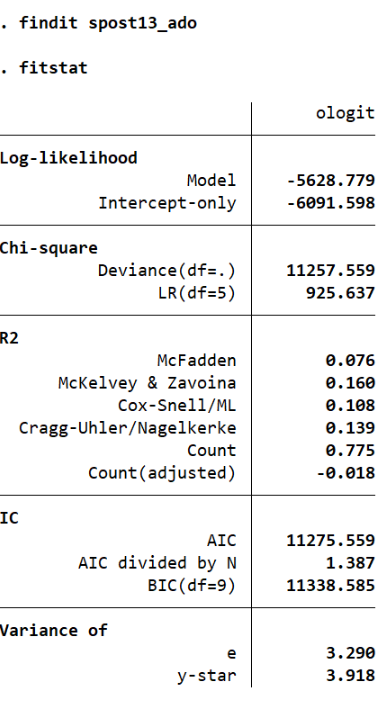 . findit spost13_ado
. fitstat
ologit
Log-likelihood
Model -5628.779
Intercept-only -6091.598
Chi-square
Deviance(df=.) 11257.559
LR(df=5) 925.637
R2
McFadden 0.076
McKelvey & Zavoina 0.160
Cox-Snell/ML 0.108
Cragg-Uhler/Nagelkerke 0.139
Count 0.775
Count(adjusted) -0.018
IC
AIC 11275.559
AIC divided by N 1.387
BIC(df=9) 11338.585
Variance of
e 3.290
y-star 3.918